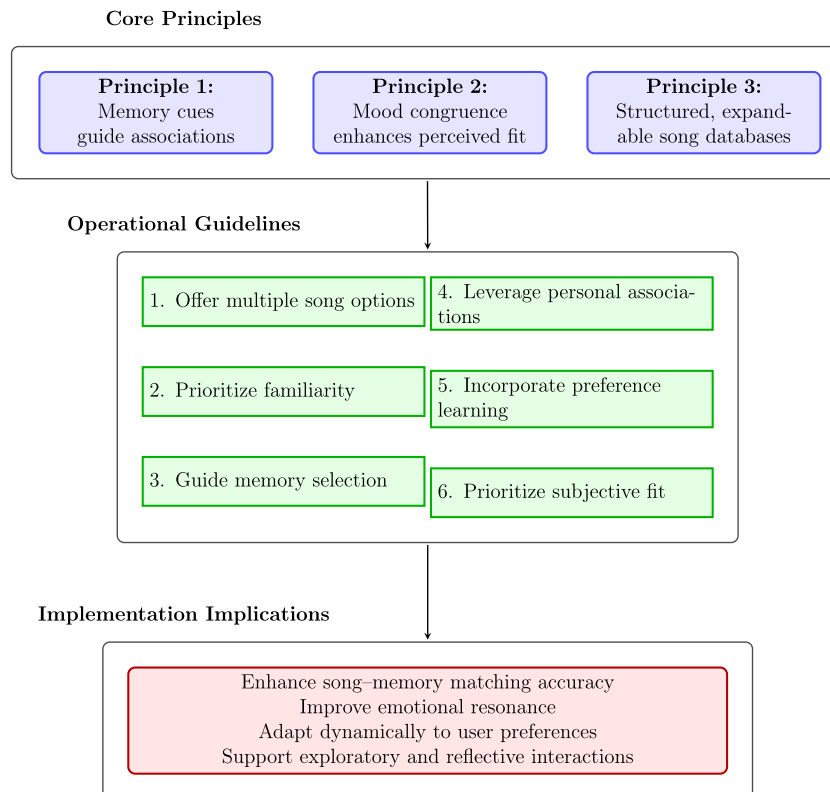 Core Principles
Principle 1:
Memory cues
guide associations
Principle 2:
Mood congruence
enhances perceived fit
Principle 3:
Structured, expand-
able song databases
Operational Guidelines
1. Offer multiple song options
2. Prioritize familiarity
3. Guide memory selection
4. Leverage personal associa-
tions
5. Incorporate preference
learning
6. Prioritize subjective fit
Implementation Implications
Enhance song–memory matching accuracy
Improve emotional resonance
Adapt dynamically to user preferences
Support exploratory and reflective interactions